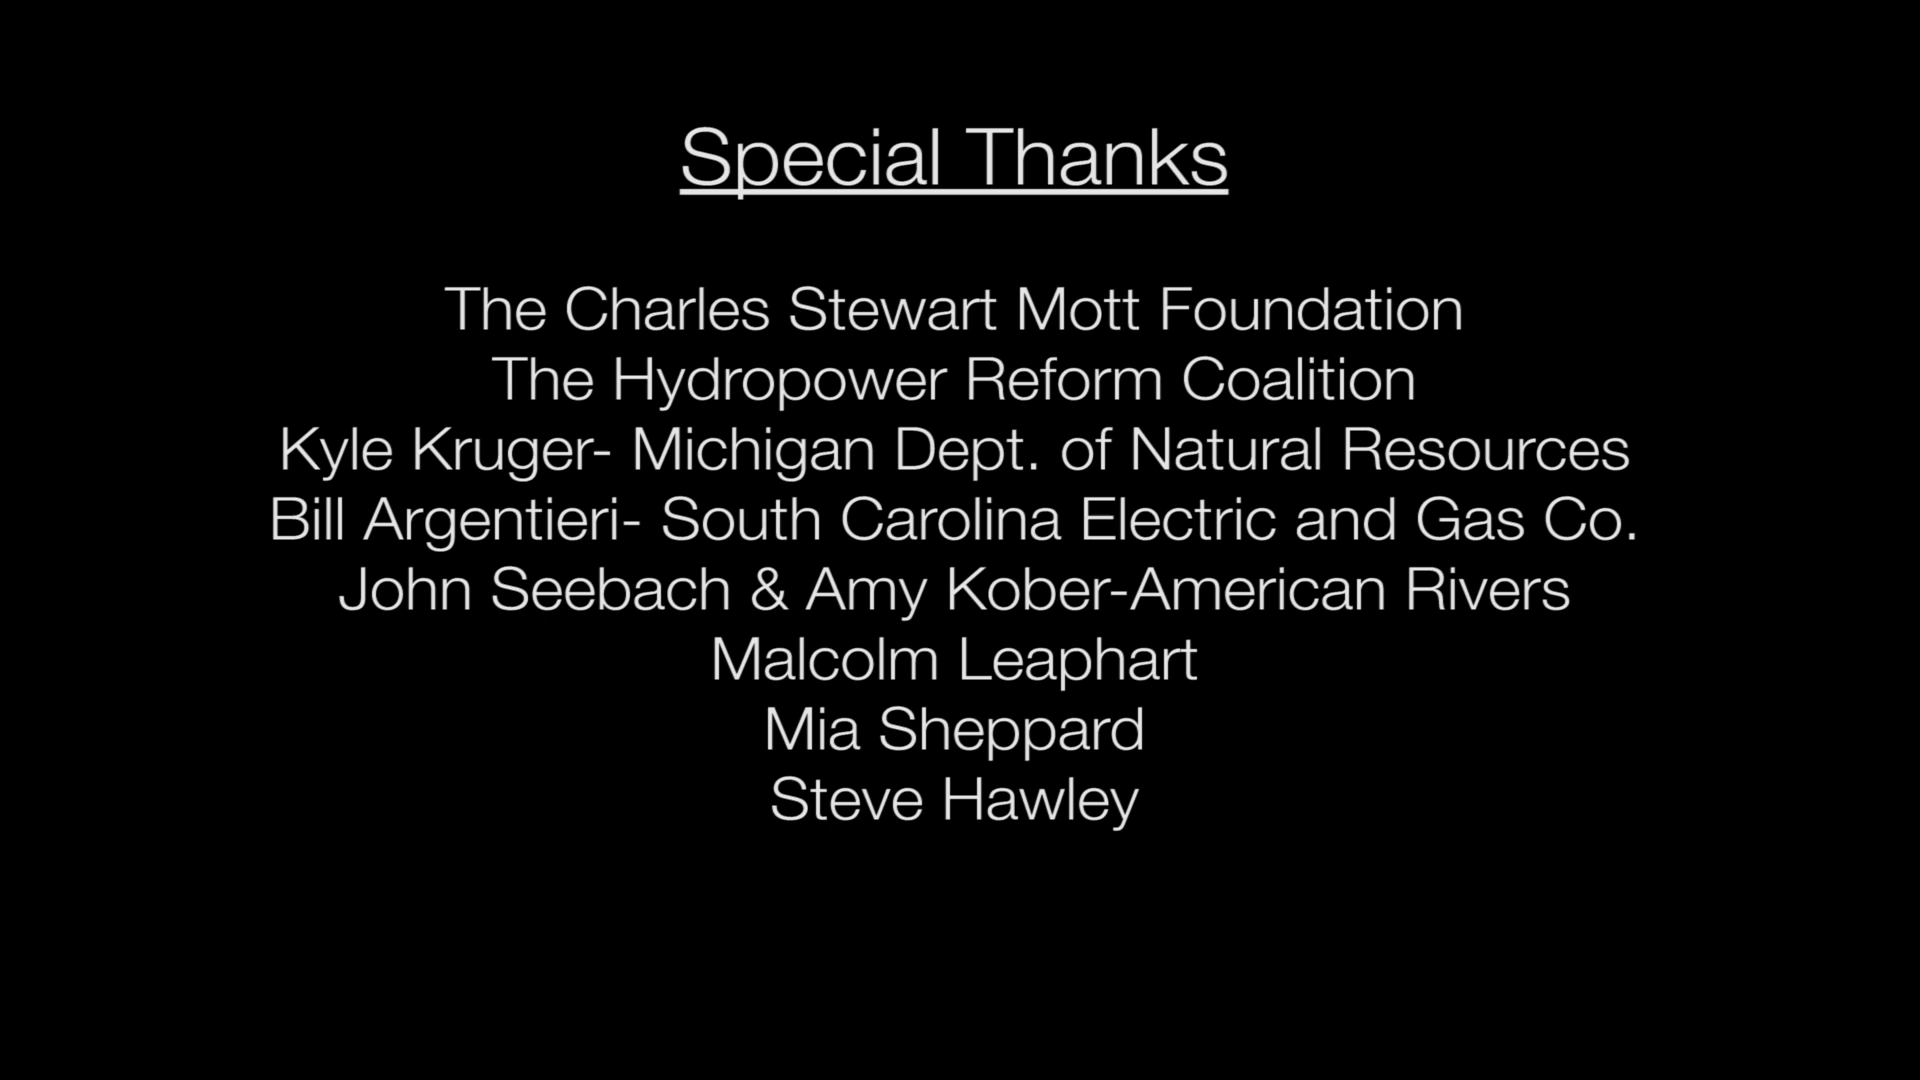 Special Thanks
The Charles Stewart Mott Foundation
The Hydropower Reform Coalition
Kyle Kruger- Michigan Dept. of Natural Resources
Bill Argentieri- South Carolina Electric and Gas Co.
John Seebach & Amy Kober-American Rivers
Malcolm Leaphart
Mia Sheppard
Steve Hawley